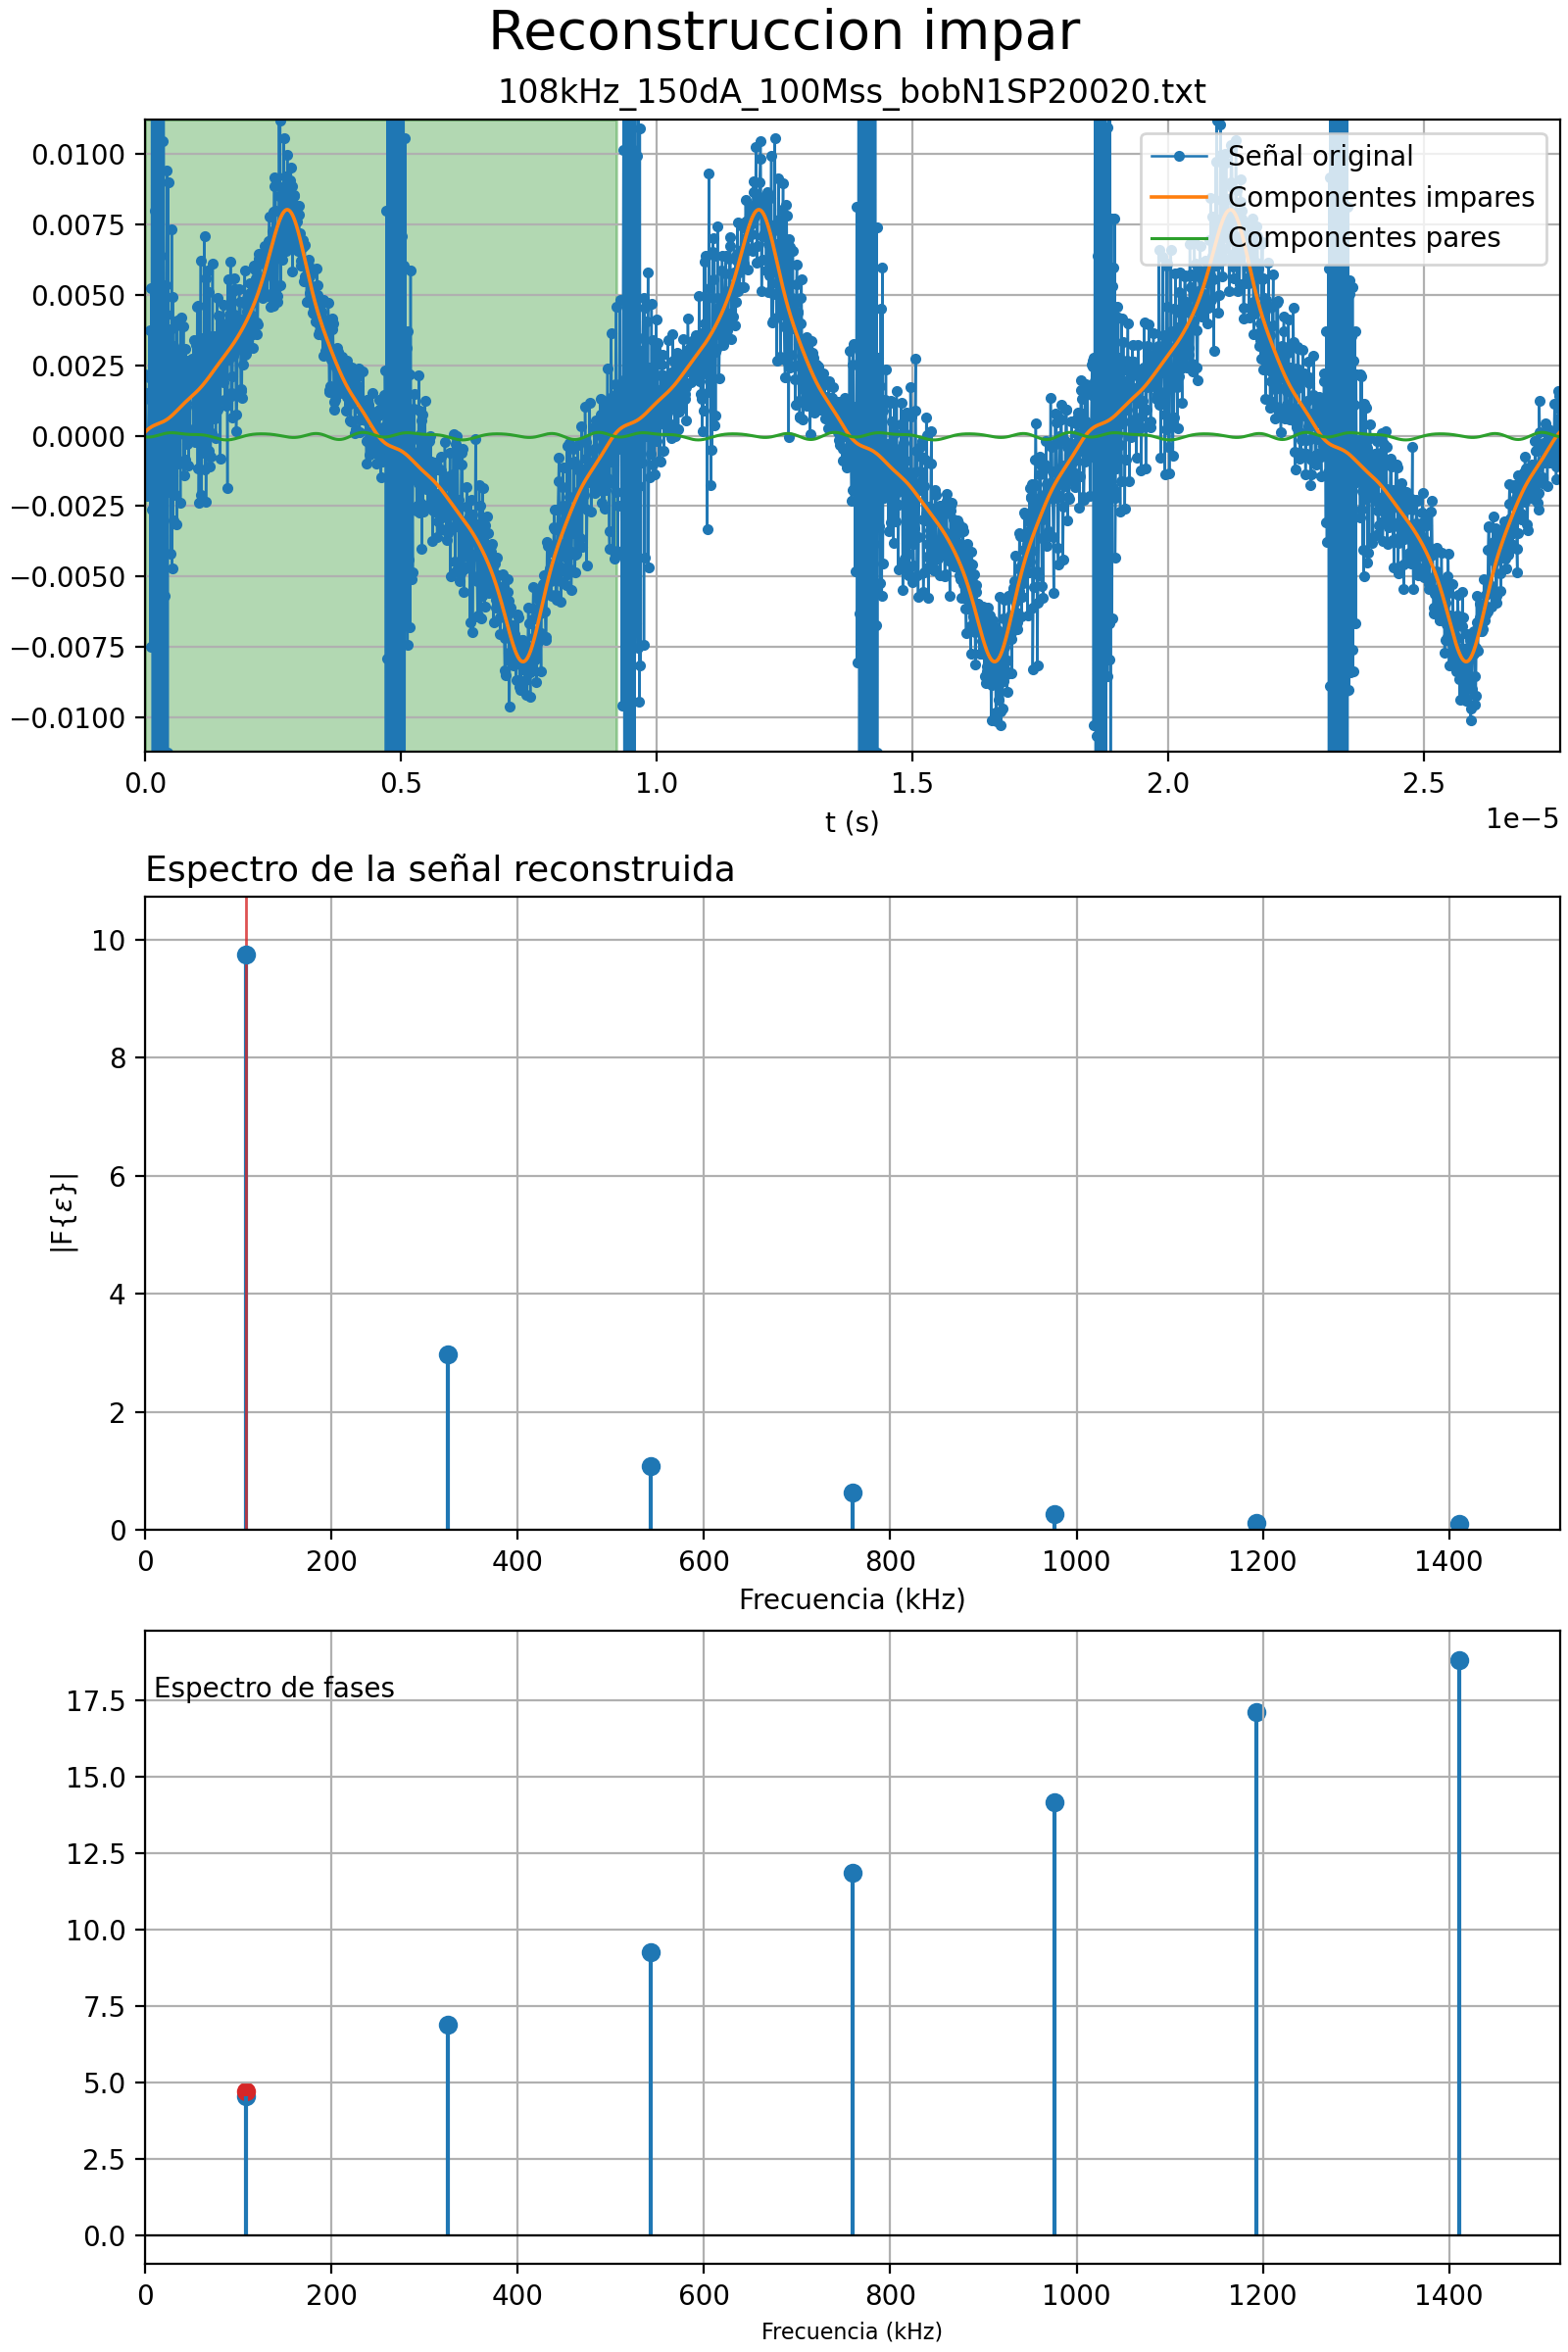 Reconstruccion impar
108kHz_150dA_100Mss_bobN1SP20020.txt
0.0100
0.0075
0.0050
0.0025
0.0000
−0.0025
−0.0050
−0.0075
−0.0100
Señal original
Componentes impares
Componentes pares
0.0 0.5 1.0 1.5 2.0 2.5
t (s)
1e−5
Espectro de la señal reconstruida
10
8
6
4
2
0
|F{ε}|
0 200 400 600 800 1000 1200 1400
Frecuencia (kHz)
Espectro de fases
17.5
15.0
12.5
10.0
7.5
5.0
2.5
0.0
0 200 400 600 800 1000 1200 1400
Frecuencia (kHz)